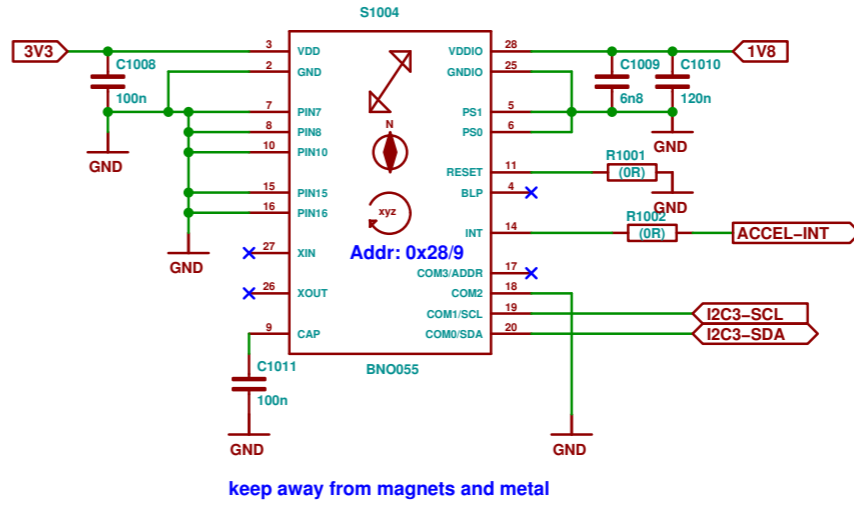 S1004
3V3
3
VDD
VDDIO
28
1V8
C1008
100n
2
GND
GNDIO
25
C1009
6n8
C1010
120n
7
PIN7
PS1
5
8
PIN8
PS0
6
N
GND
GND
10
PIN10
RESET
11
R1001
(0R)
15
PIN15
BLP
4
GND
16
PIN16
xyz
R1002
(0R)
INT
14
ACCEL-INT
GND
27
XIN
Addr: 0x28/9
COM3/ADDR
17
26
XOUT
COM2
18
COM1/SCL
19
I2C3-SCL
9
CAP
COM0/SDA
20
I2C3-SDA
C1011
100n
BNO055
GND
GND
keep away from magnets and metal